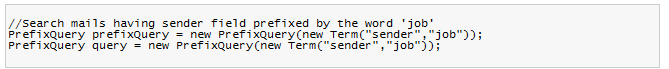 //Search mails having sender field prefixed by the word 'job'
PrefixQuery prefixQuery = new PrefixQuery(new Term("sender","job"));
PrefixQuery query = new PrefixQuery(new Term("sender","job"));